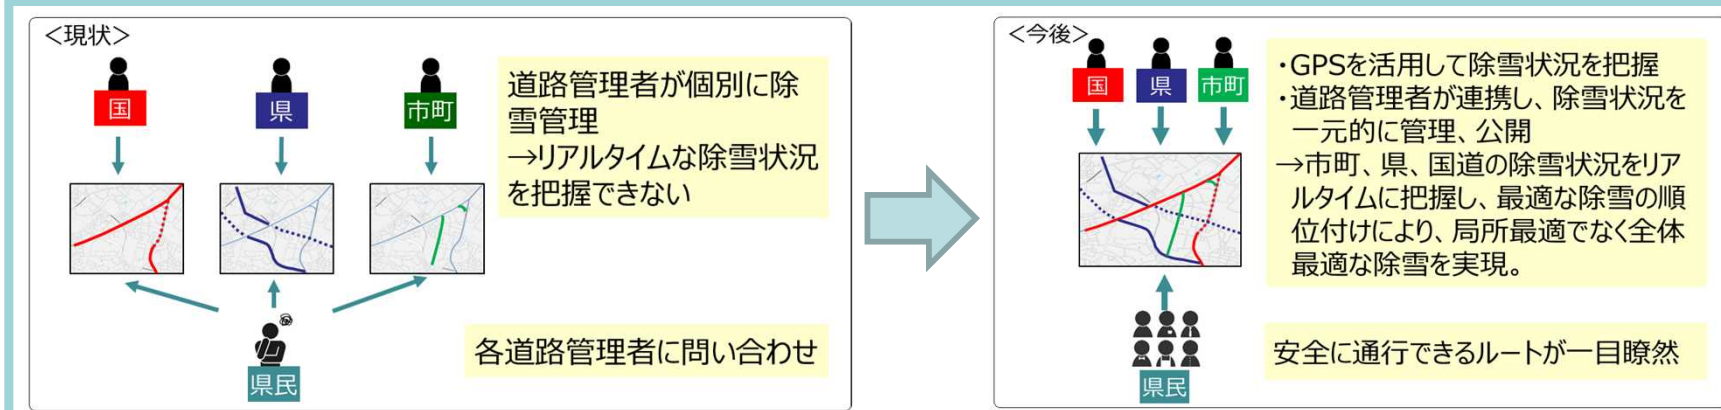 <現状>
国
県
市町
道路管理者が個別に除
雪管理
→リアルタイムな除雪状況
を把握できない
県民
各道路管理者に問い合わせ
<今後>
国
県
市町
・GPSを活用して除雪状況を把握
・道路管理者が連携し、除雪状況を
一元的に管理、公開
→市町、県、国道の除雪状況をリア
ルタイムに把握し、最適な除雪の順
位付けにより、局所最適でなく全体
最適な除雪を実現。
県民
安全に通行できるルートが一目瞭然